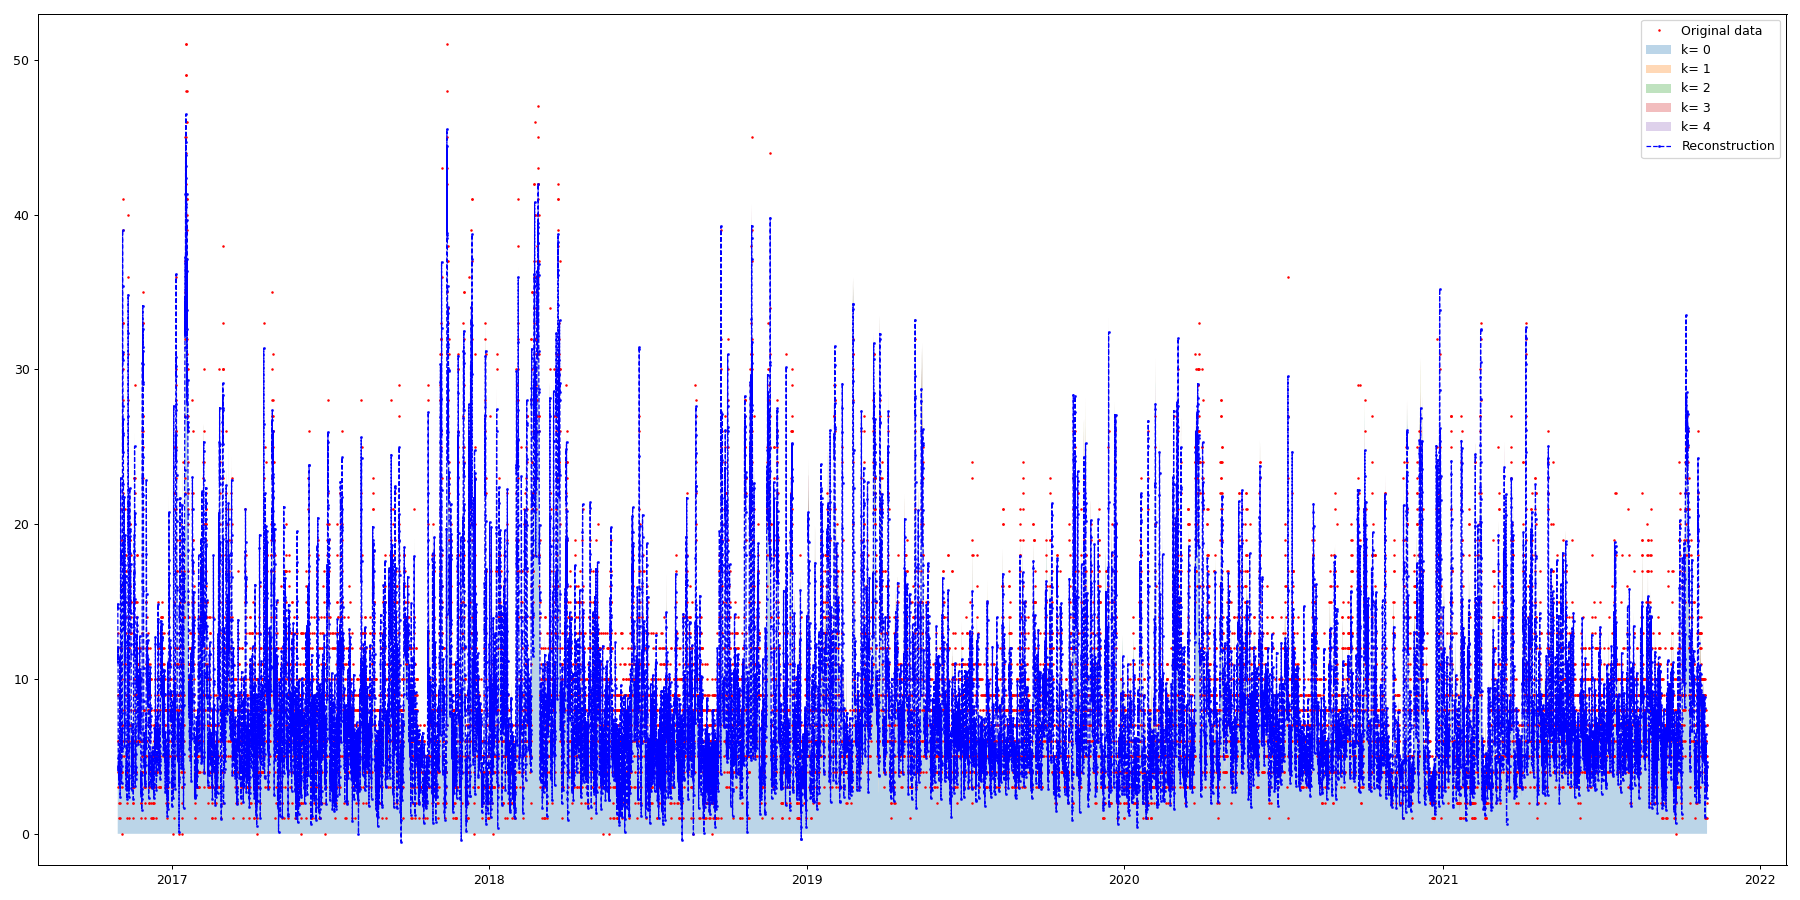 50
40
30
20
10
0
2017 2018 2019 2020 2021 2022
Original data
k= 0
k= 1
k= 2
k= 3
k= 4
Reconstruction